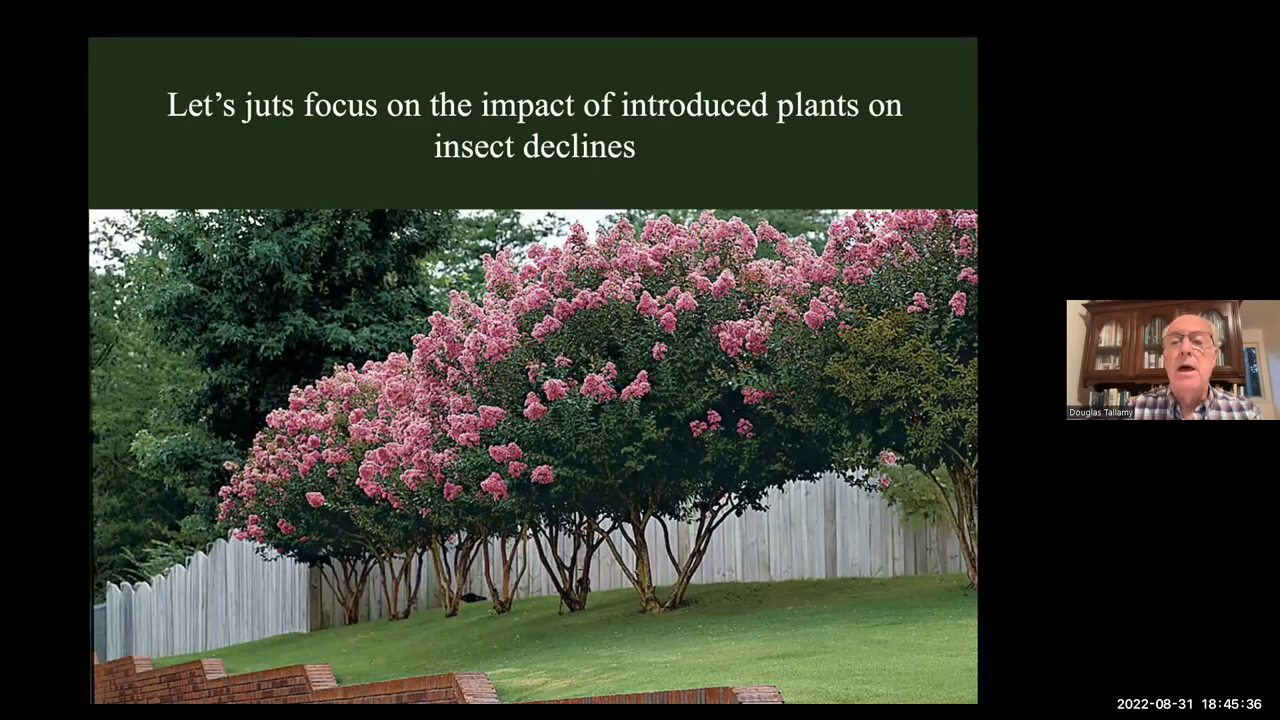 Let’s juts focus on the impact of introduced plants on
insect declines
Douglas Tallamy
2022-08-31 18:45:36